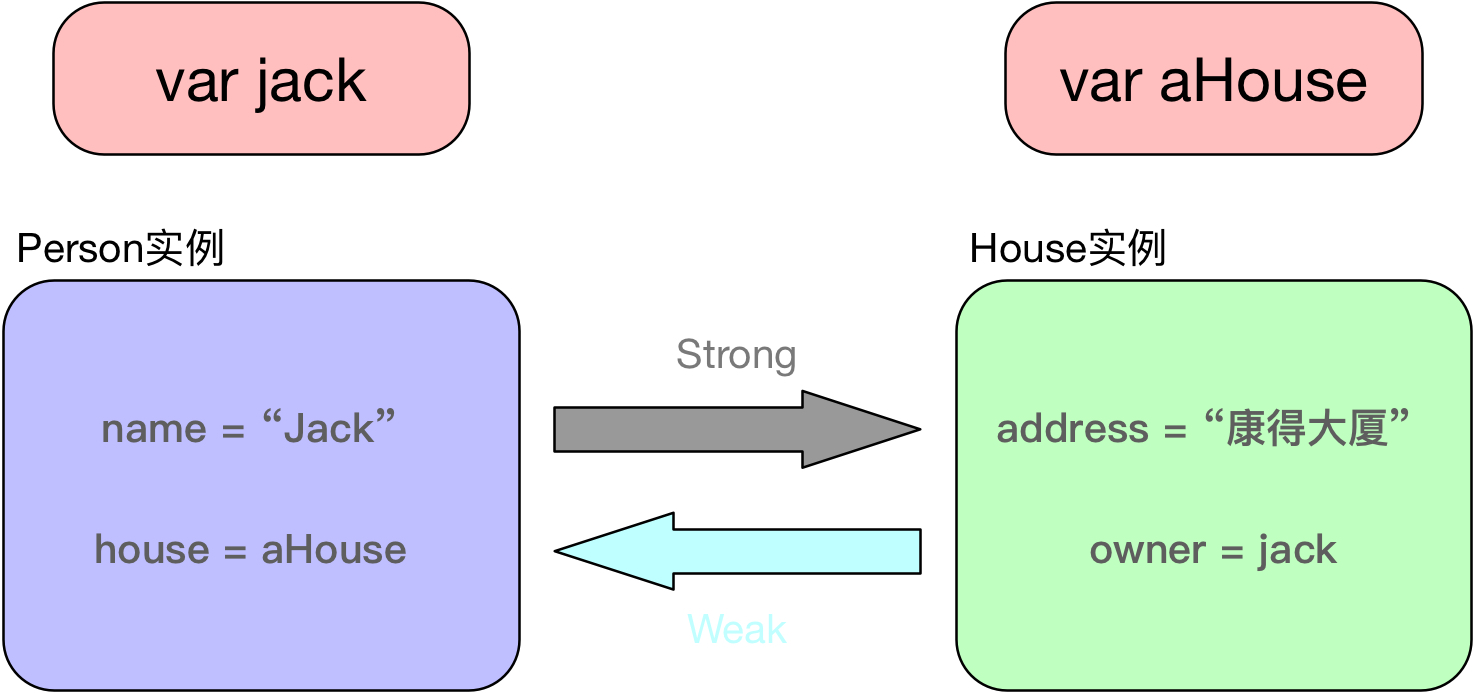 var jack
var aHouse
Person实例
House实例
Strong
name = “Jack”
address = “康得大厦”
house = aHouse
owner = jack
Weak